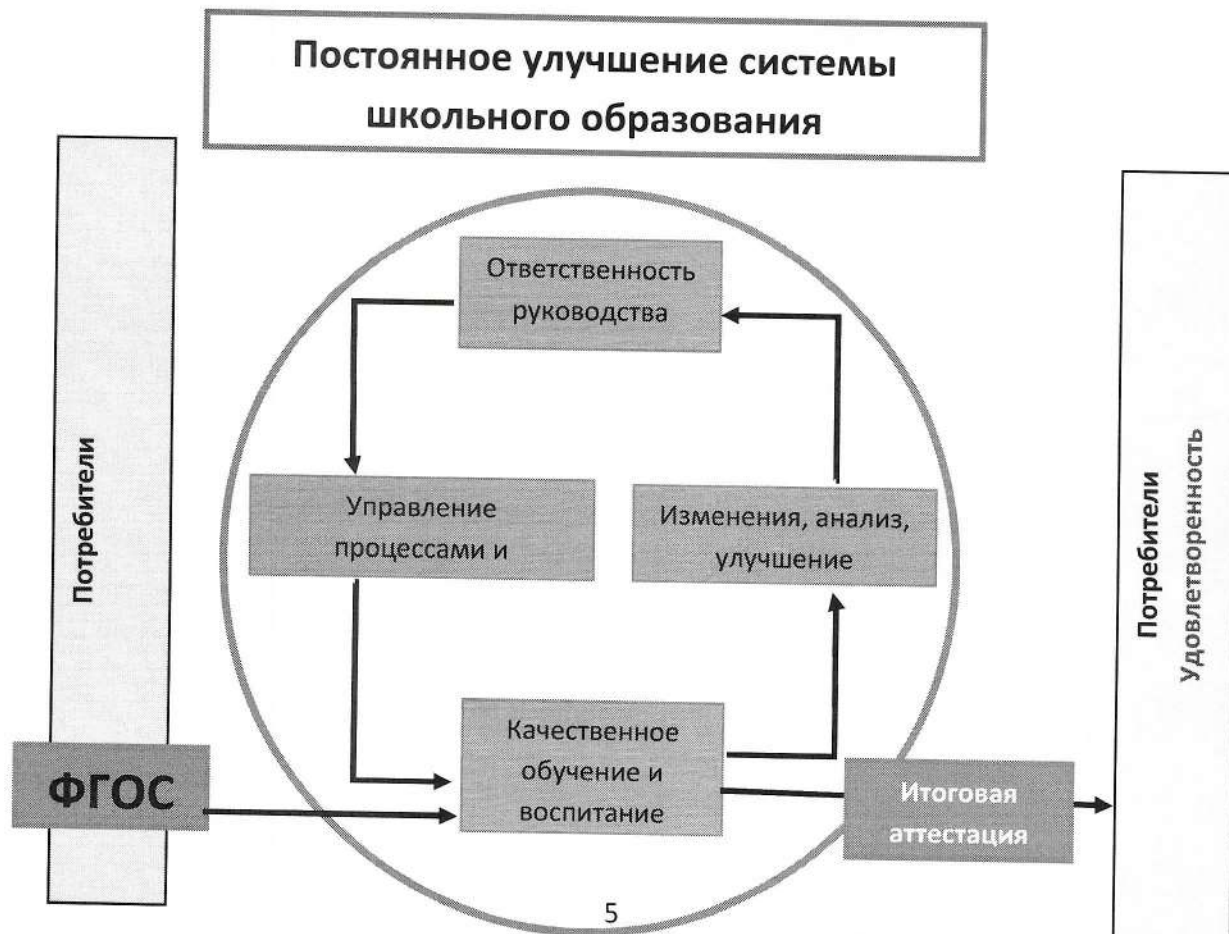 Постоянное улучшение системы
школьного образования
Потребители
Ответственность
руководства
Управление
процессами и
Изменения, анализ,
улучшение
Качественное
обучение и
воспитание
ФГОС
Итоговая
аттестация
Потребители
Удовлетворенность
5